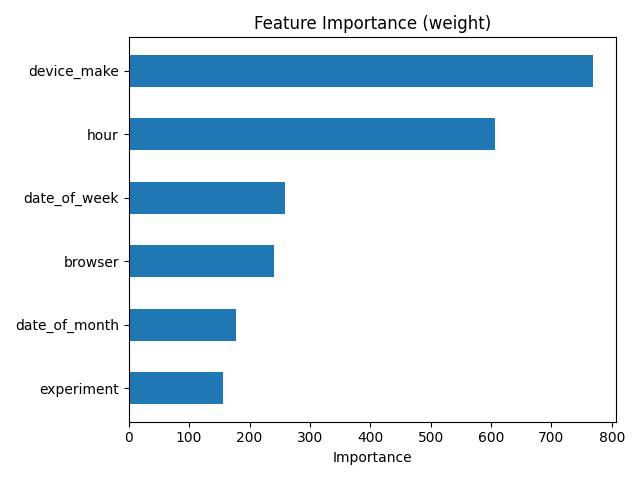 Feature Importance (weight)
device_make
hour
date_of_week
browser
date_of_month
experiment
0 100 200 300 400 500 600 700 800
Importance